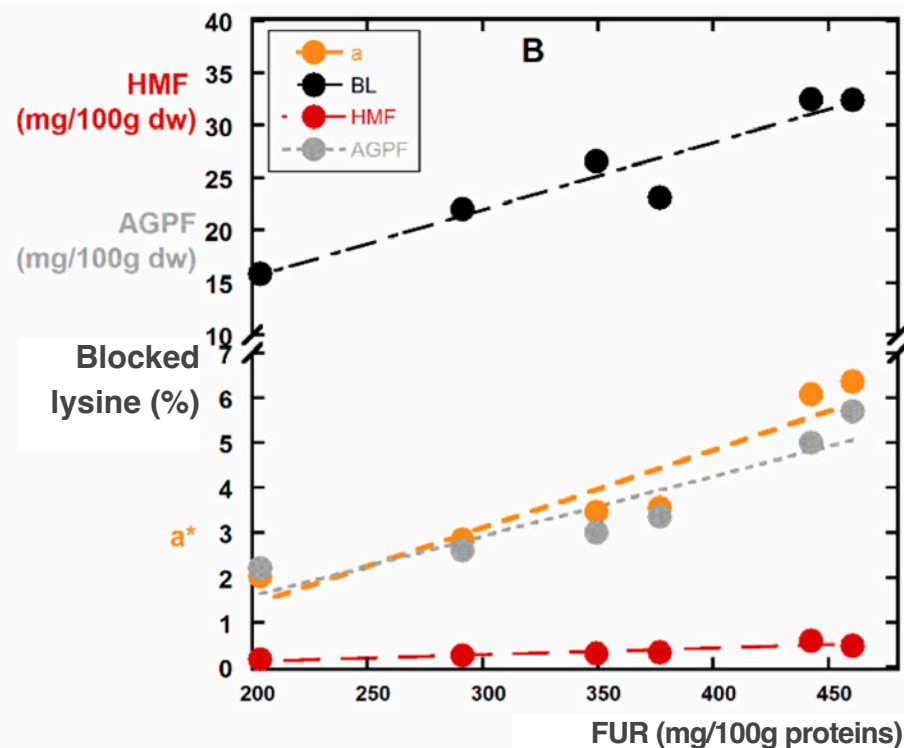 B
HMF
(mg/100g dw)
AGPF
(mg/100g dw)
Blocked
lysine (%)
a*
a
BL
HMF
AGPF
40
35
30
25
20
15
10
7
6
5
4
3
2
1
0
200 250 300 350 400 450
FUR (mg/100g proteins)